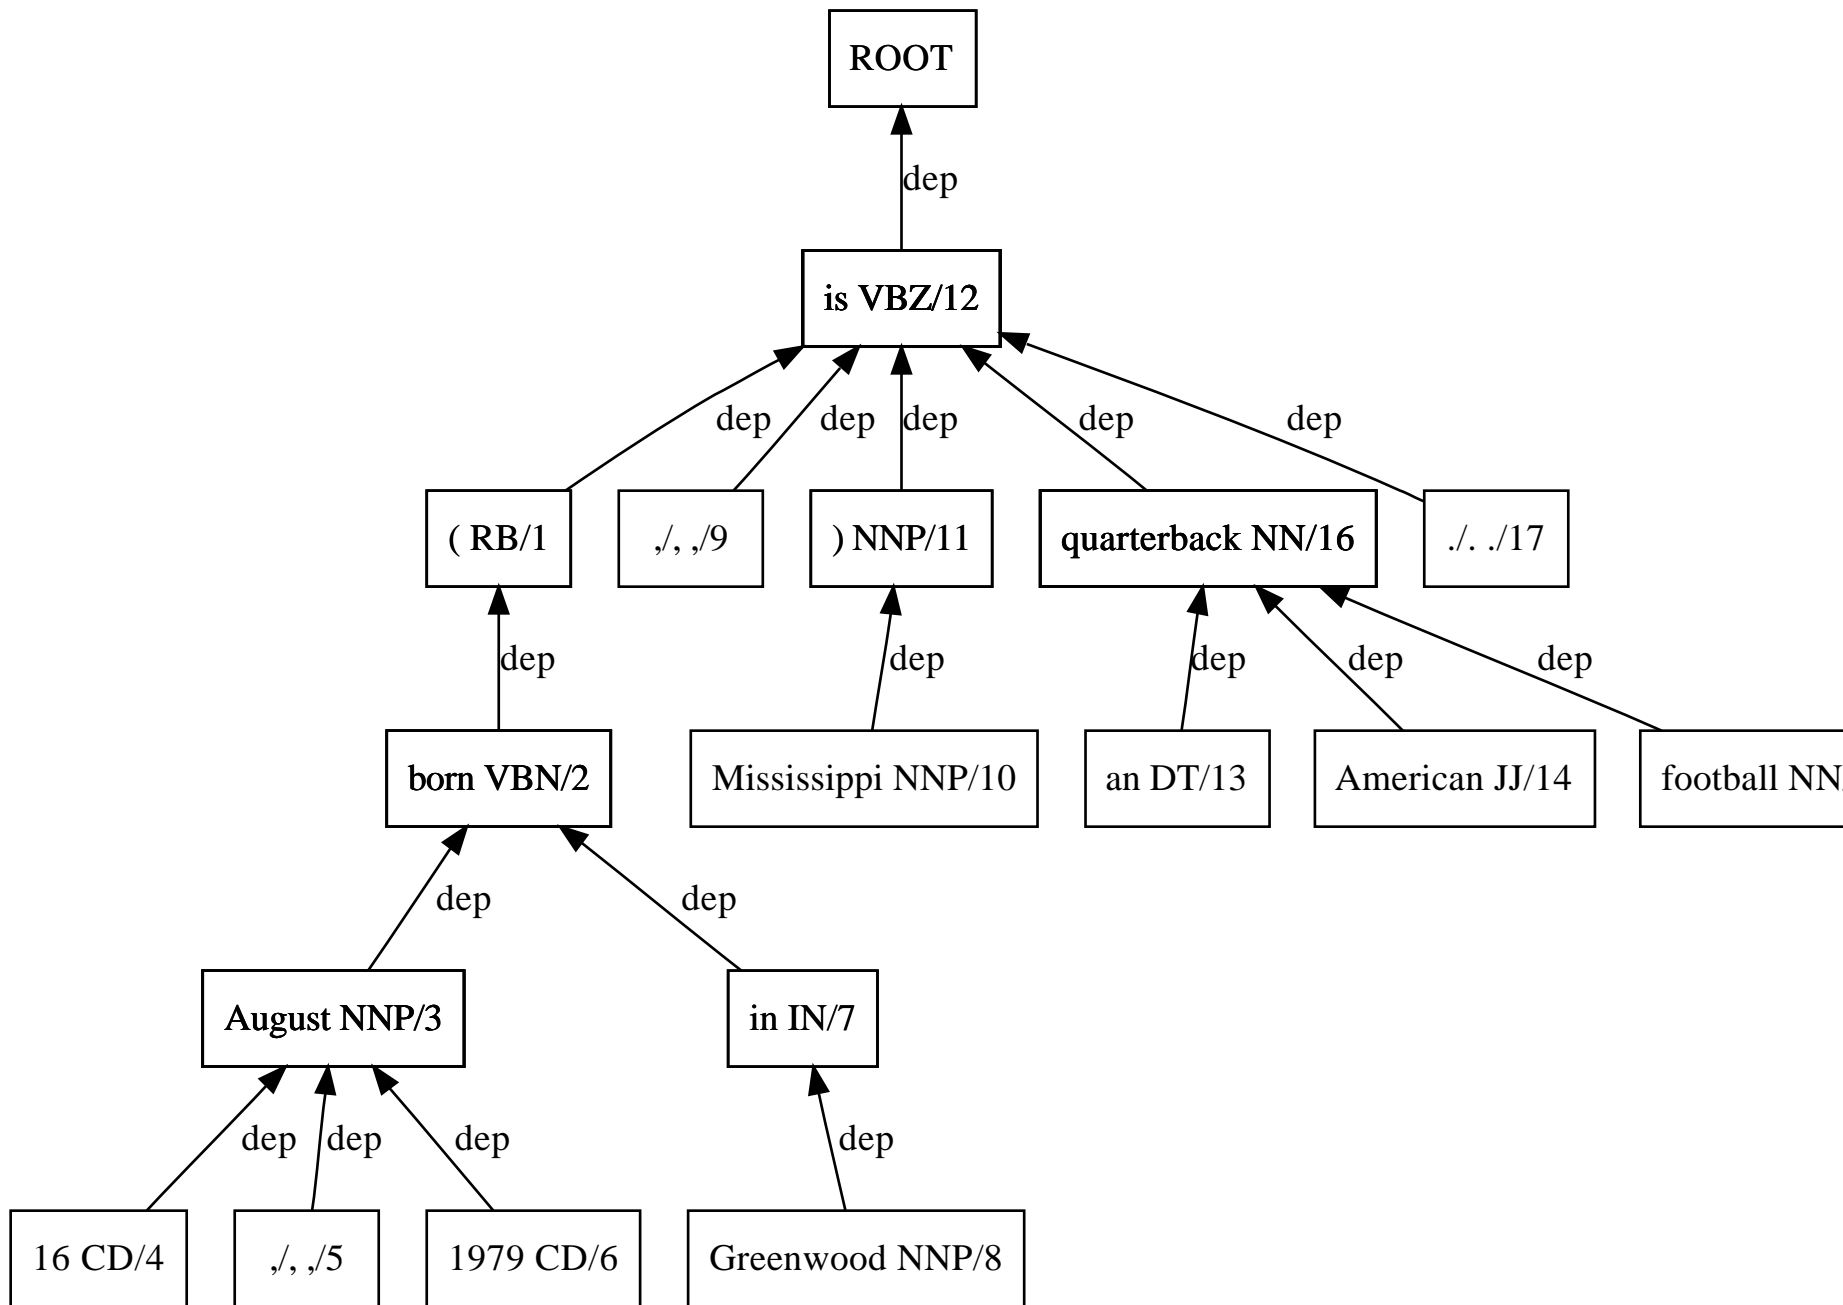 ROOT
dep
is VBZ/12
dep dep dep dep dep
( RB/1 ,/, ,/9 ) NNP/11 quarterback NN/16 ./. ./17
dep dep dep dep dep
born VBN/2 Mississippi NNP/10 an DT/13 American JJ/14 football NN
dep dep
August NNP/3 in IN/7
dep dep dep dep
16 CD/4 ,/, ,/5 1979 CD/6 Greenwood NNP/8